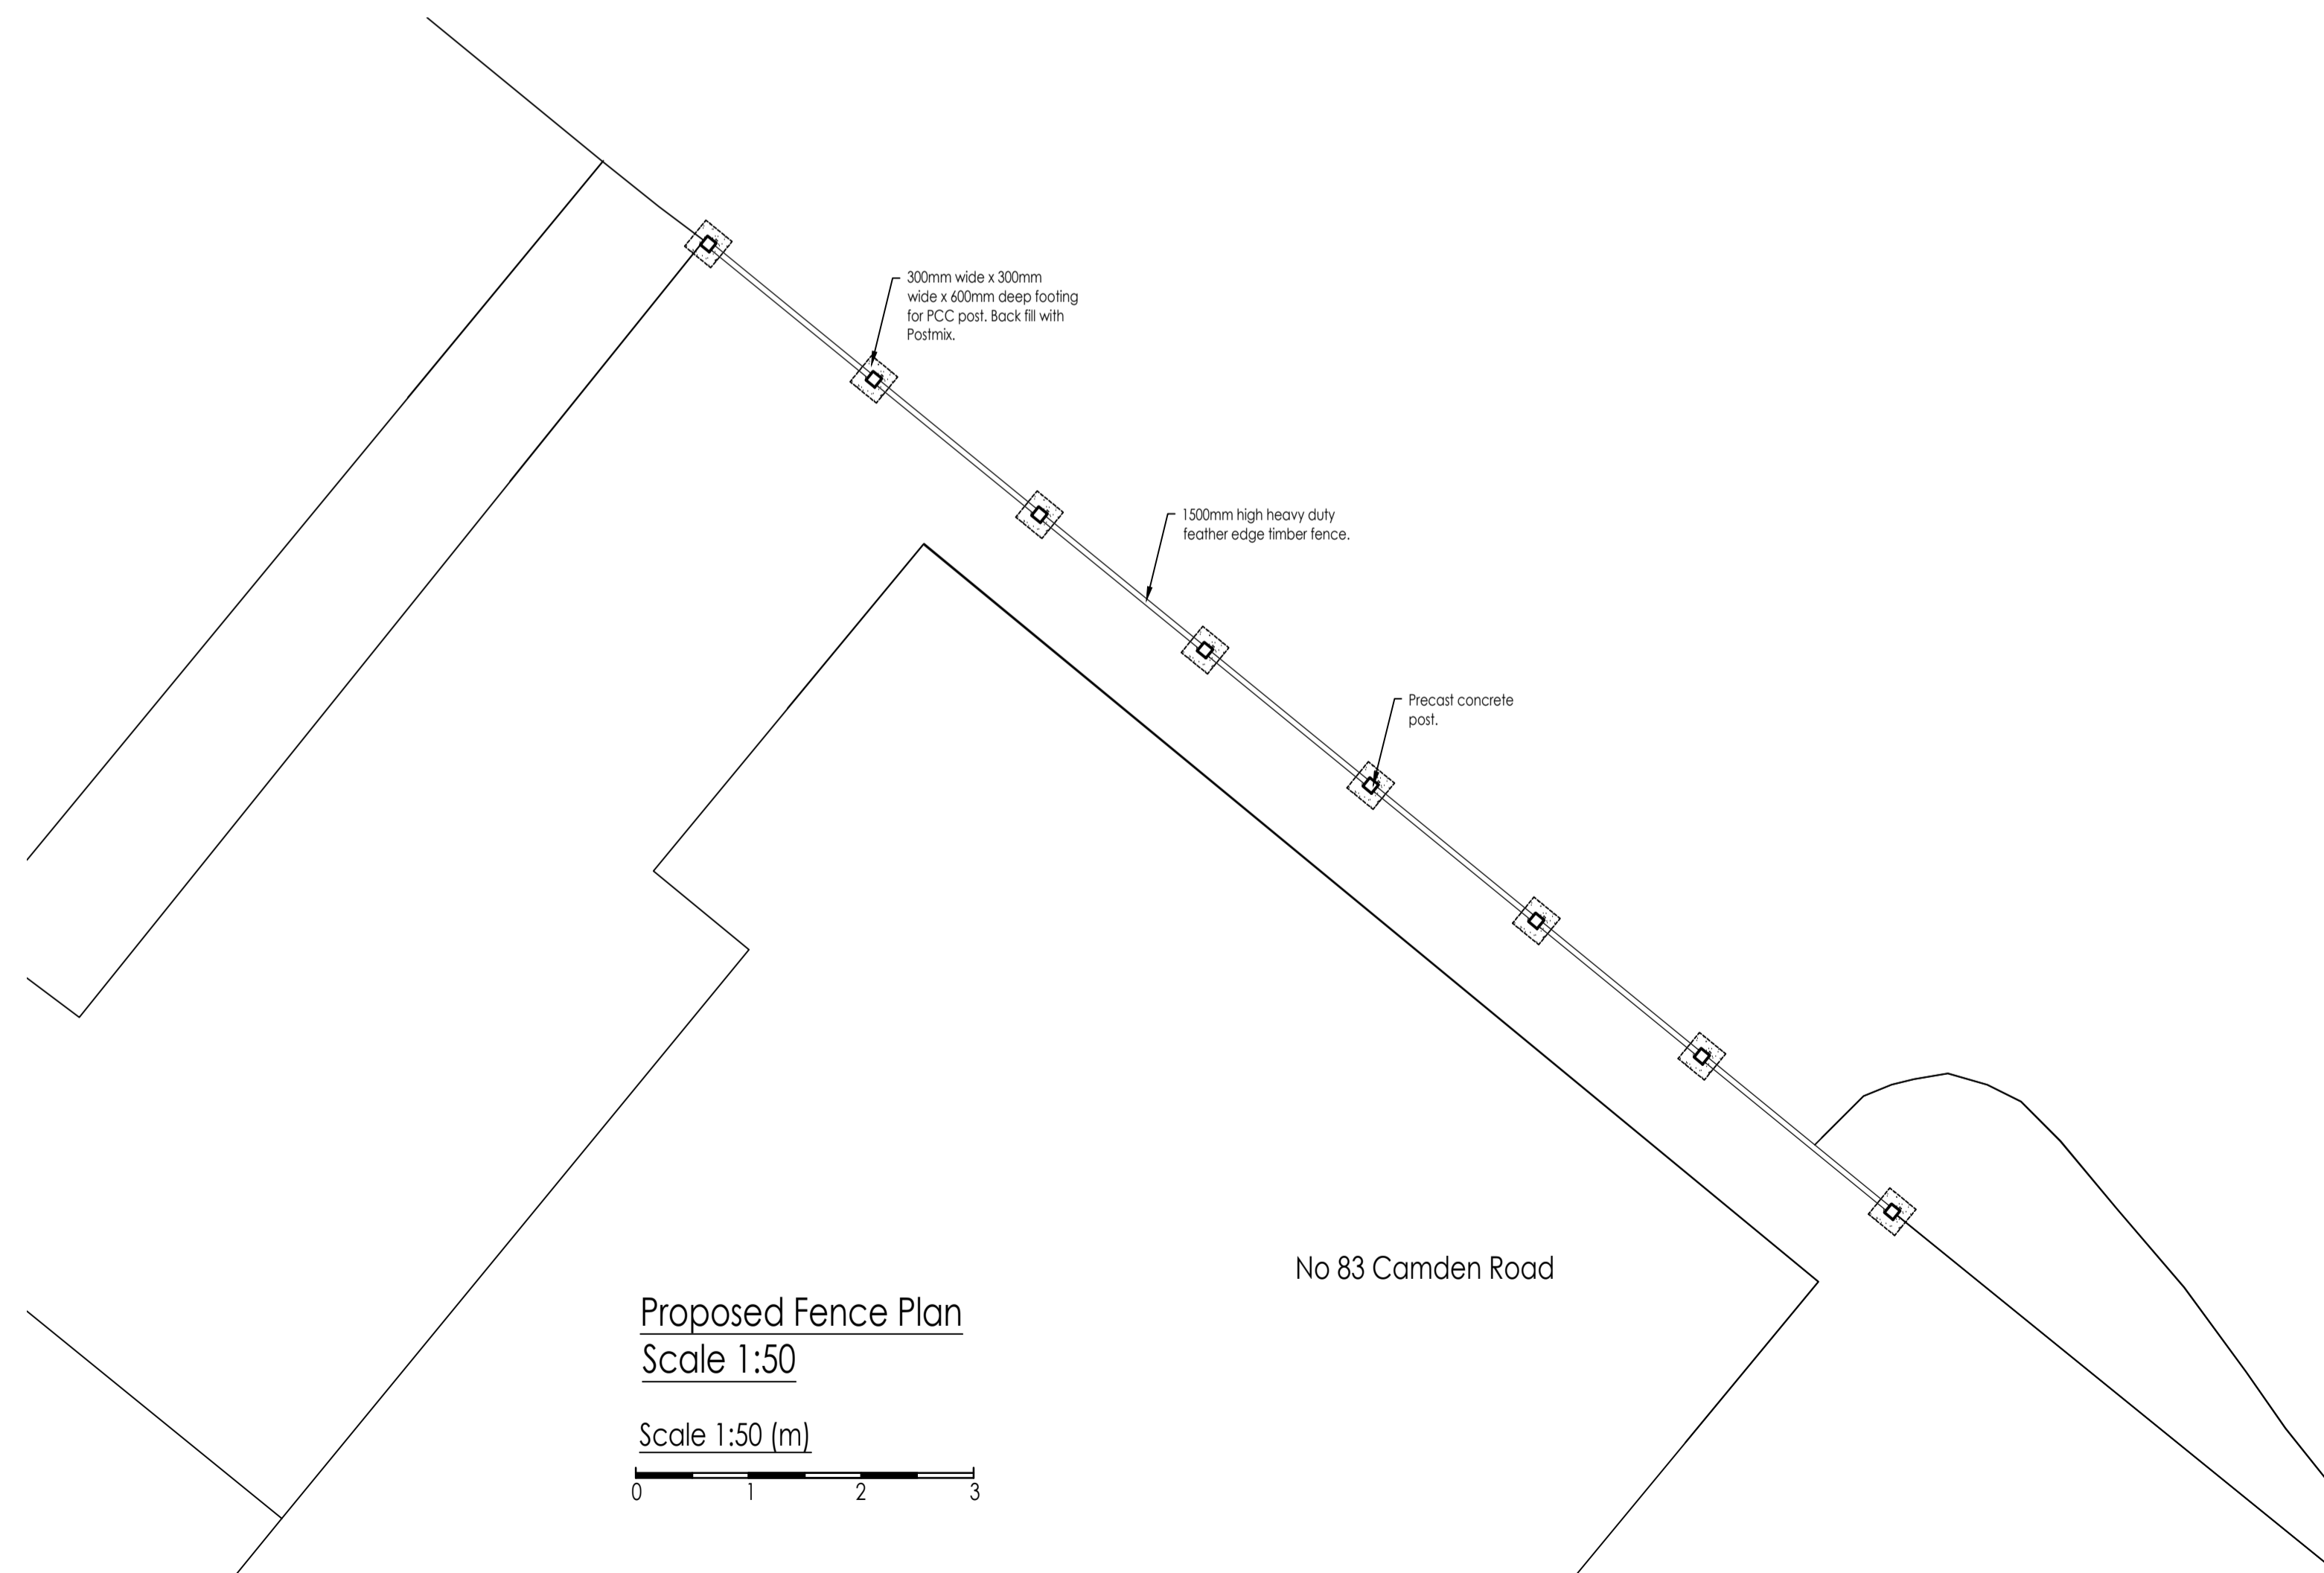 300mm wide x 300mm
wide x 600mm deep footing
for PCC post. Back fill with
Postmix.
1500mm high heavy duty
feather edge timber fence.
Precast concrete
post.
No 83 Camden Road
Proposed Fence Plan
Scale 1:50
Scale 1:50 (m)
0 1 2 3